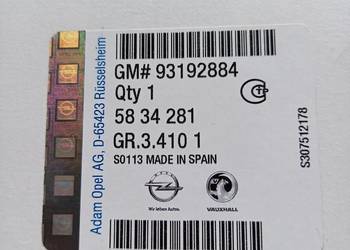 Adam Opel AG, D-65423 Rüsselsheim
GM# 93192884
Qty 1
58 34 281
GR.3.410 1
S0113 MADE IN SPAIN
Wir leben Autos.
VAUXHALL
S307512178